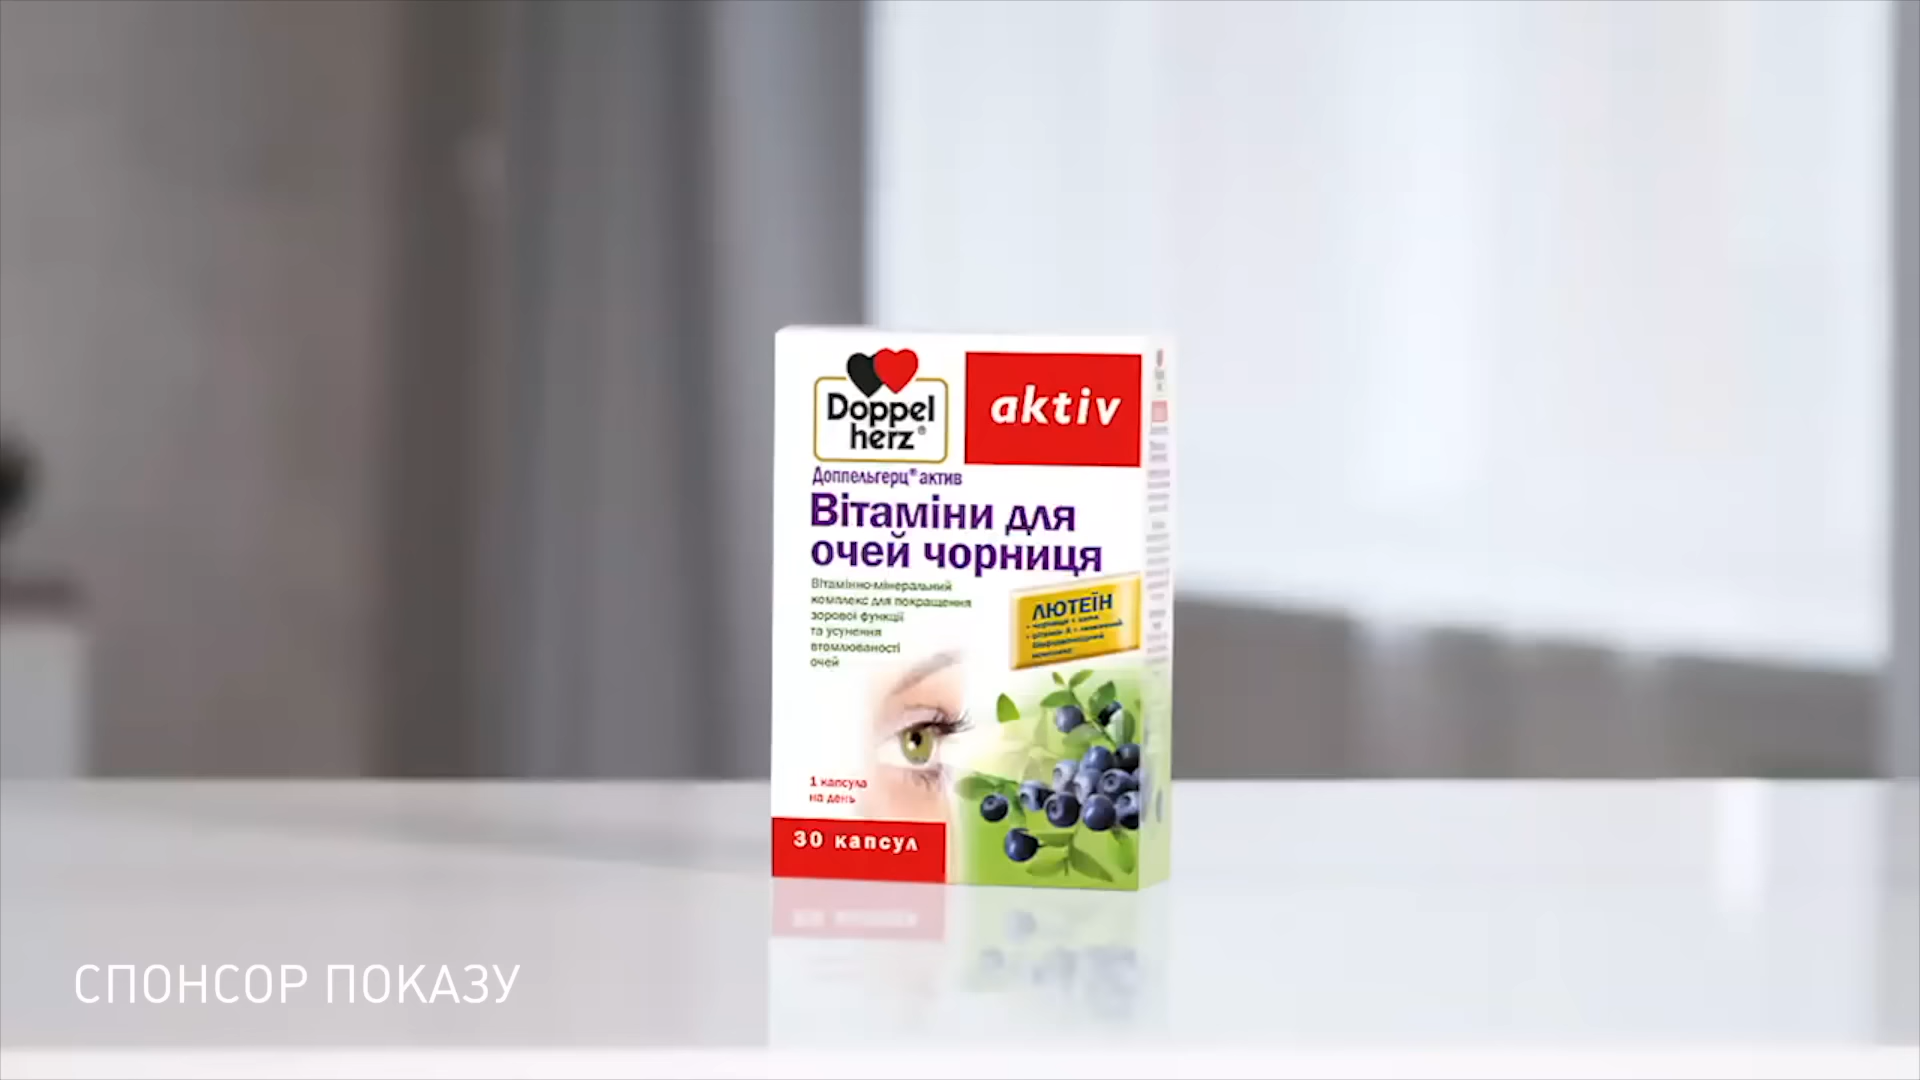 Doppel
herz®
aktiv
Доппельгерц® актив
Вітаміни для
очей чорниця
Вітамінно-мінеральний
комплекс для покращення
зорової функції
та усунення
втомлюваності
очей
ЛЮТЕЇН
1 капсула
на день
30 капсул
СПОНСОР ПОКАЗУ